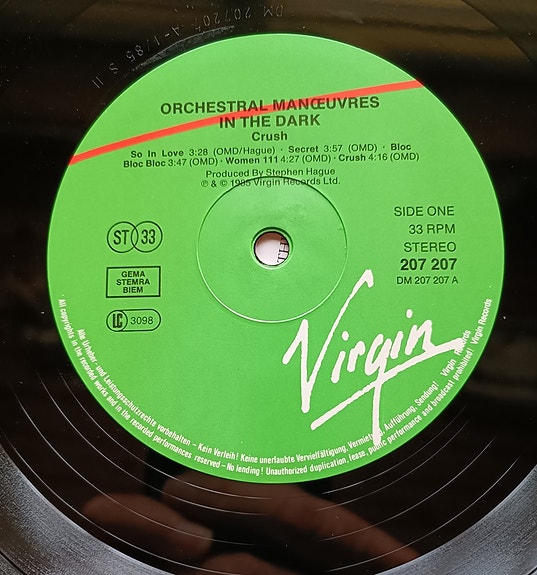 DM 207207 A-1/85 S II
ORCHESTRAL MANŒUVRES
IN THE DARK
Crush
So In Love 3:28 (OMD/Hague) · Secret 3:57 (OMD) · Bloc
Bloc Bloc 3:47 (OMD) · Women 111 4:27 (OMD) · Crush 4:16 (OMD)
Produced By Stephen Hague
℗ & © 1985 Virgin Records Ltd.
ST 33
GEMA
STEMRA
BIEM
LC 3098
SIDE ONE
33 RPM
STEREO
207 207
DM 207 207 A
Virgin
Alle Urheber- und Leistungsschutzrechte vorbehalten – Kein Verleih! Keine unerlaubte Vervielfältigung, Vermietung, Aufführung, Sendung! Virgin Records
All copyrights in the recorded works and in the recorded performances reserved – No lending! Unauthorized duplication, lease, public performance and broadcast prohibited! Virgin Records